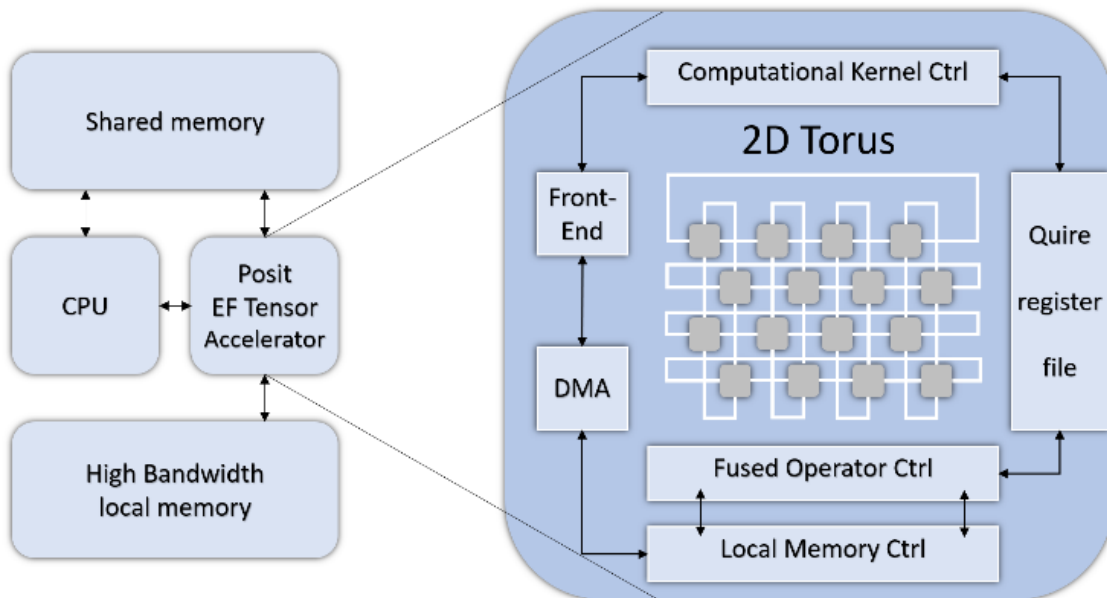 Shared memory
CPU
Posit
EF Tensor
Accelerator
High Bandwidth
local memory
Computational Kernel Ctrl
2D Torus
Front-
End
DMA
Quire
register
file
Fused Operator Ctrl
Local Memory Ctrl